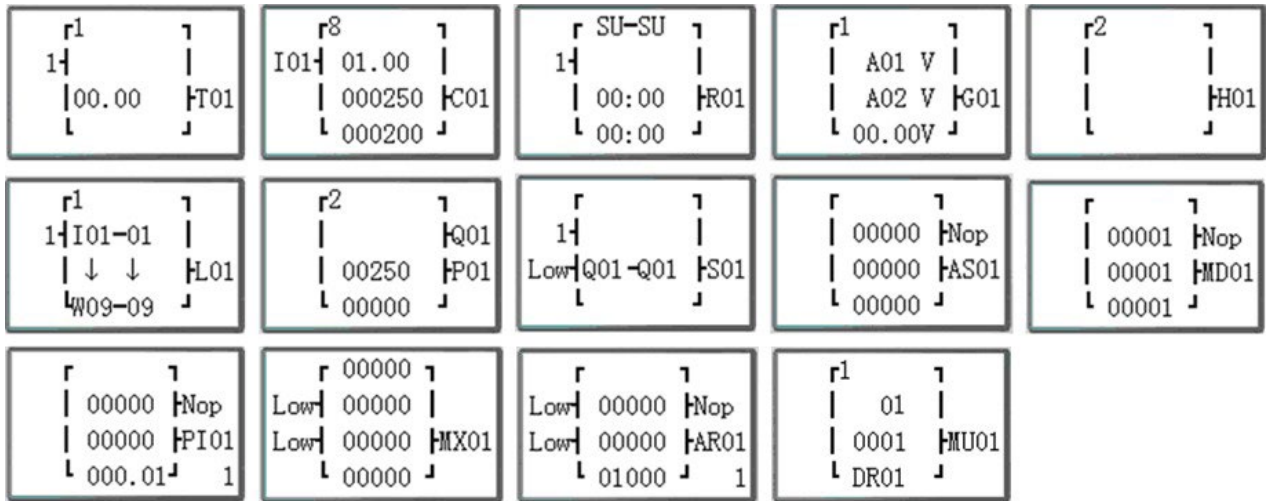 1
1
00.00 T01
8
I01 01.00
000250 C01
000200
SU-SU
1
00:00 R01
00:00
1
A01 V
A02 V G01
00.00V
2
H01
1
1 I01-01
↓ ↓ L01
W09-09
2
Q01
00250 P01
00000
1
Low Q01-Q01 S01
00000 Nop
00000 AS01
00000
00001 Nop
00001 MD01
00001
00000 Nop
00000 PI01
000.01 1
00000
Low 00000
Low 00000 MX01
00000
Low 00000 Nop
Low 00000 AR01
01000 1
1
01
0001 MU01
DR01